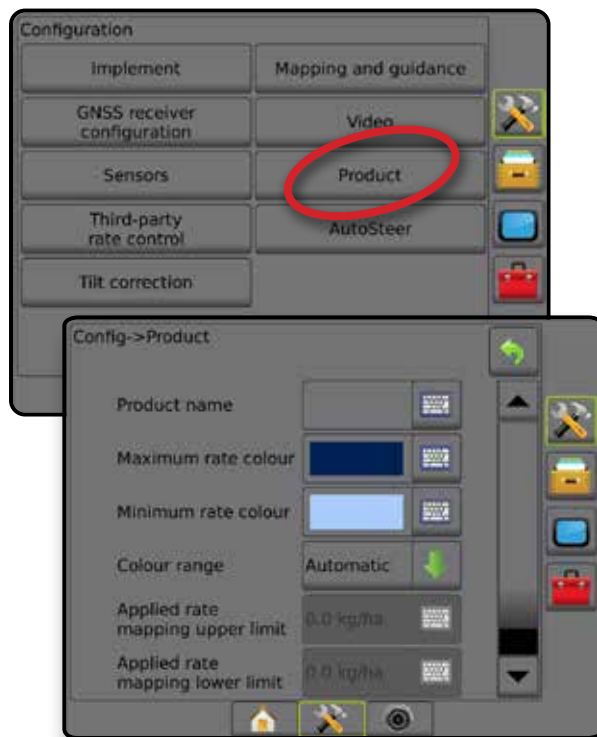 Configuration
Implement
Mapping and guidance
GNSS receiver
configuration
Video
Sensors
Product
Third-party
rate control
AutoSteer
Tilt correction
Config->Product
Product name
Maximum rate colour
Minimum rate colour
Colour range
Automatic
Applied rate
mapping upper limit
0.0 kg/ha
Applied rate
mapping lower limit
0.0 kg/ha